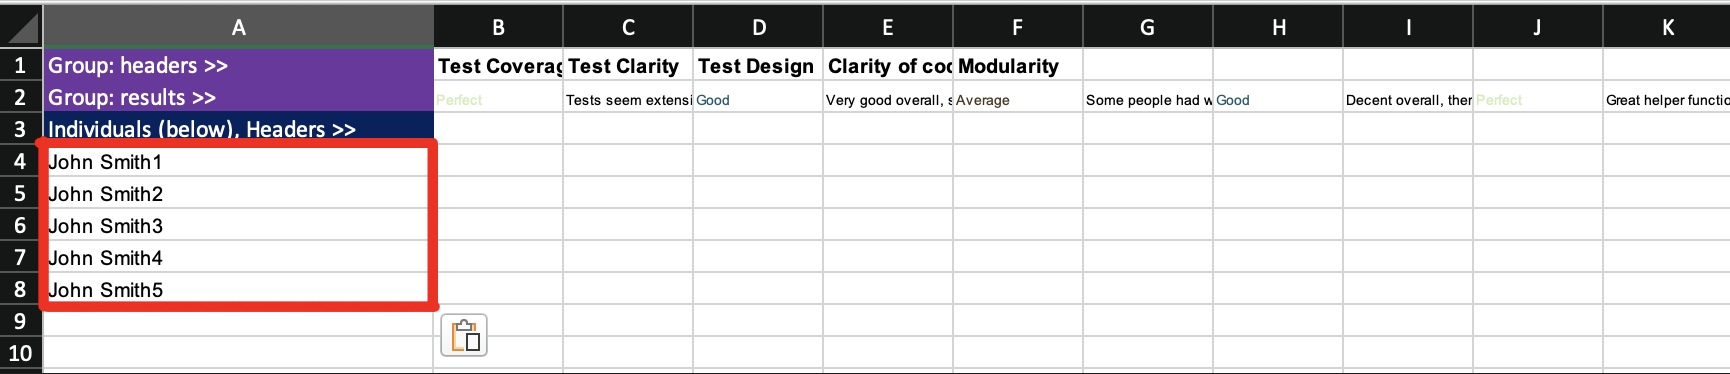 A B C D E F G H I J K
1 Group: headers >> Test Coverag Test Clarity Test Design Clarity of coo Modularity
2 Group: results >> Perfect Tests seem extensi Good Very good overall, s Average Some people had w Good Decent overall, ther Perfect Great helper functio
3 Individuals (below), Headers >>
4 John Smith1
5 John Smith2
6 John Smith3
7 John Smith4
8 John Smith5
9
10